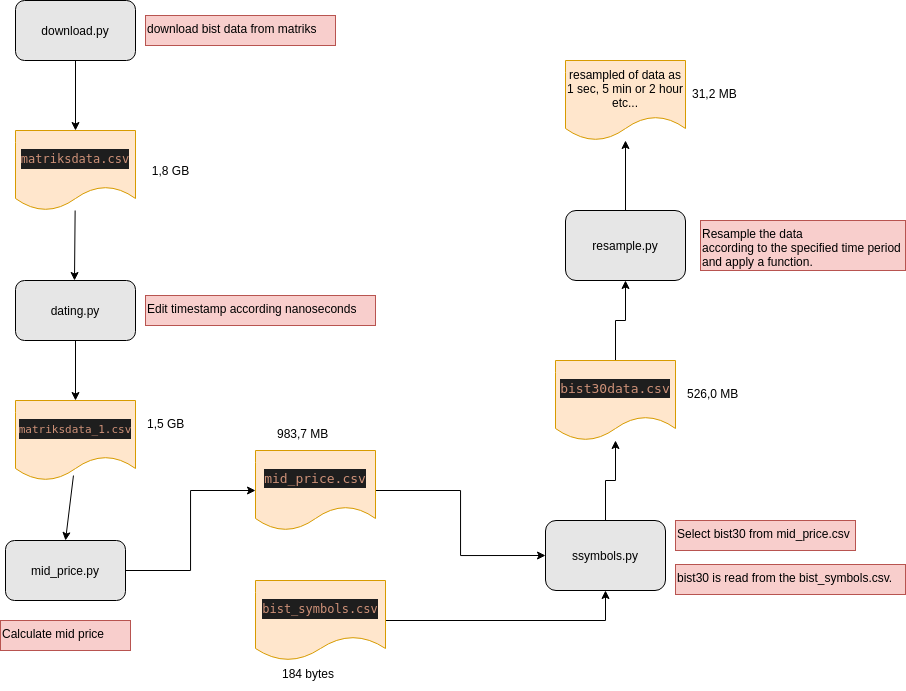 download.py
download bist data from matriks
matriksdata.csv
1,8 GB
dating.py
Edit timestamp according nanoseconds
matriksdata_1.csv
1,5 GB
mid_price.py
Calculate mid price
983,7 MB
mid_price.csv
bist_symbols.csv
184 bytes
ssymbols.py
Select bist30 from mid_price.csv
bist30 is read from the bist_symbols.csv.
bist30data.csv
526,0 MB
resample.py
Resample the data
according to the specified time period
and apply a function.
resampled of data as
1 sec, 5 min or 2 hour
etc...
31,2 MB